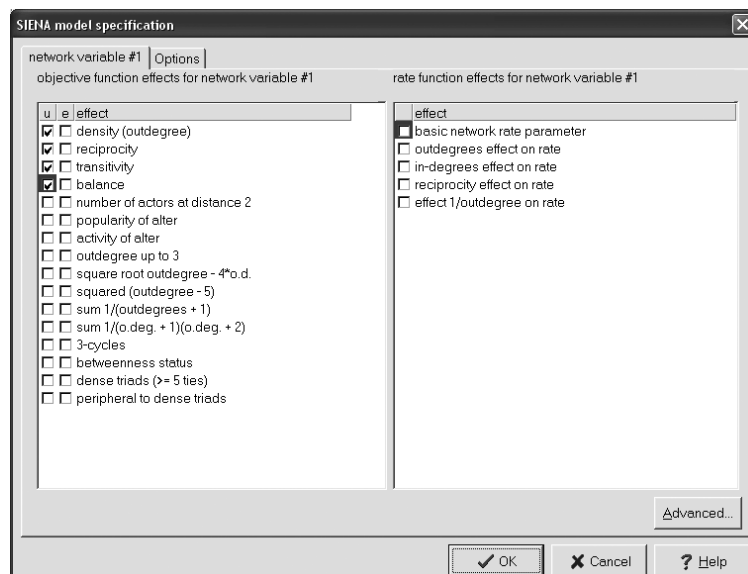 SIENA model specification
network variable #1 Options
objective function effects for network variable #1
u e effect
density (outdegree)
reciprocity
transitivity
balance
number of actors at distance 2
popularity of alter
activity of alter
outdegree up to 3
square root outdegree - 4*o.d.
squared (outdegree - 5)
sum 1/(outdegrees + 1)
sum 1/(o.deg. + 1)(o.deg. + 2)
3-cycles
betweenness status
dense triads (>= 5 ties)
peripheral to dense triads
rate function effects for network variable #1
effect
basic network rate parameter
outdegrees effect on rate
in-degrees effect on rate
reciprocity effect on rate
effect 1/outdegree on rate
Advanced...
OK Cancel ? Help